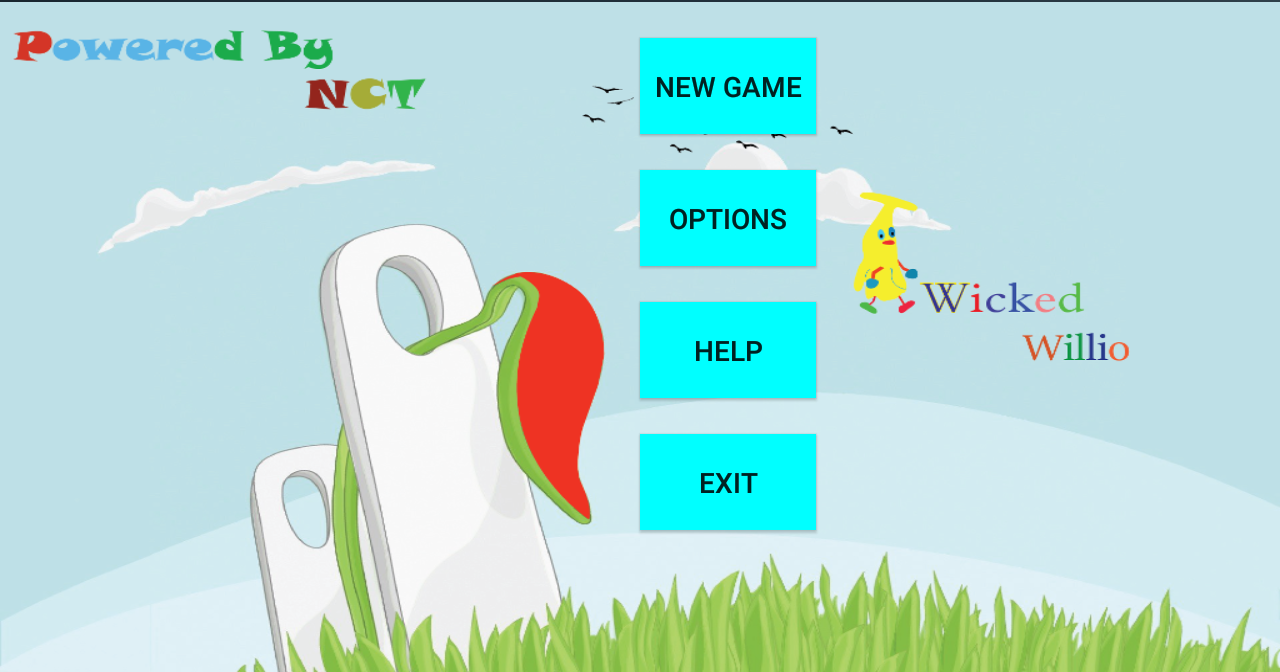 Powered By
NCT
NEW GAME
OPTIONS
HELP
EXIT
Wicked
Willio